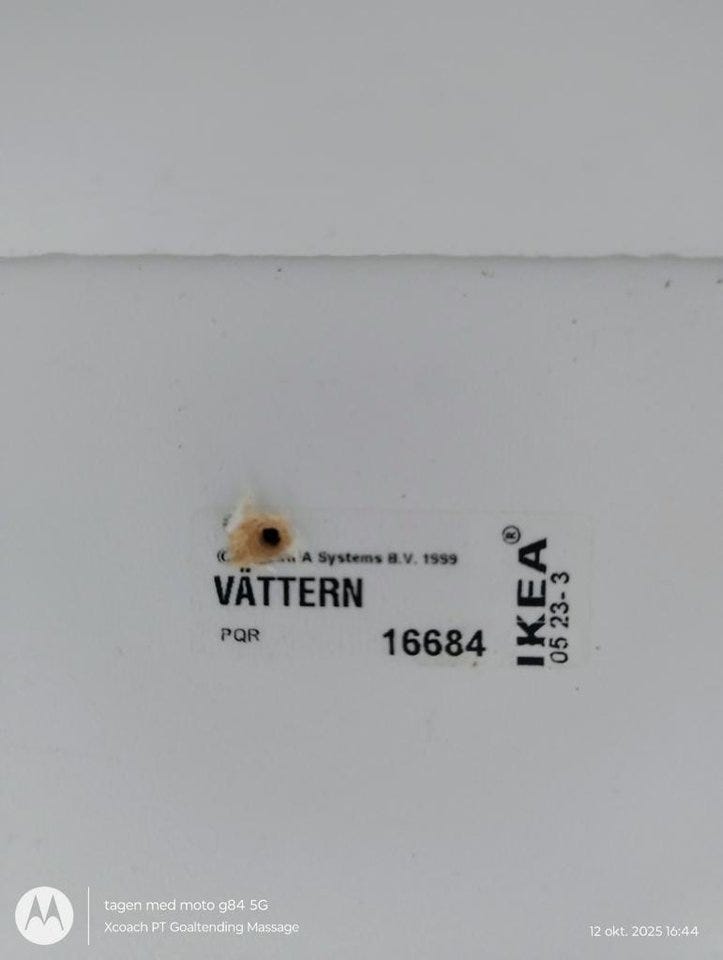 A Systems B.V. 1999
VÄTTERN
PQR 16684
IKEA®
05 23-3
tagen med moto g84 5G
Xcoach PT Goaltending Massage
12 okt. 2025 16:44